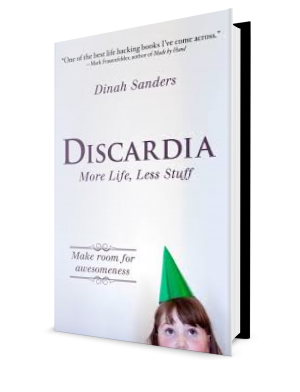 "One of the best life hacking books I've come across."
– Mark Frauenfelder, author of Made by Hand
Dinah Sanders
DISCARDIA
More Life, Less Stuff
Make room for
awesomeness